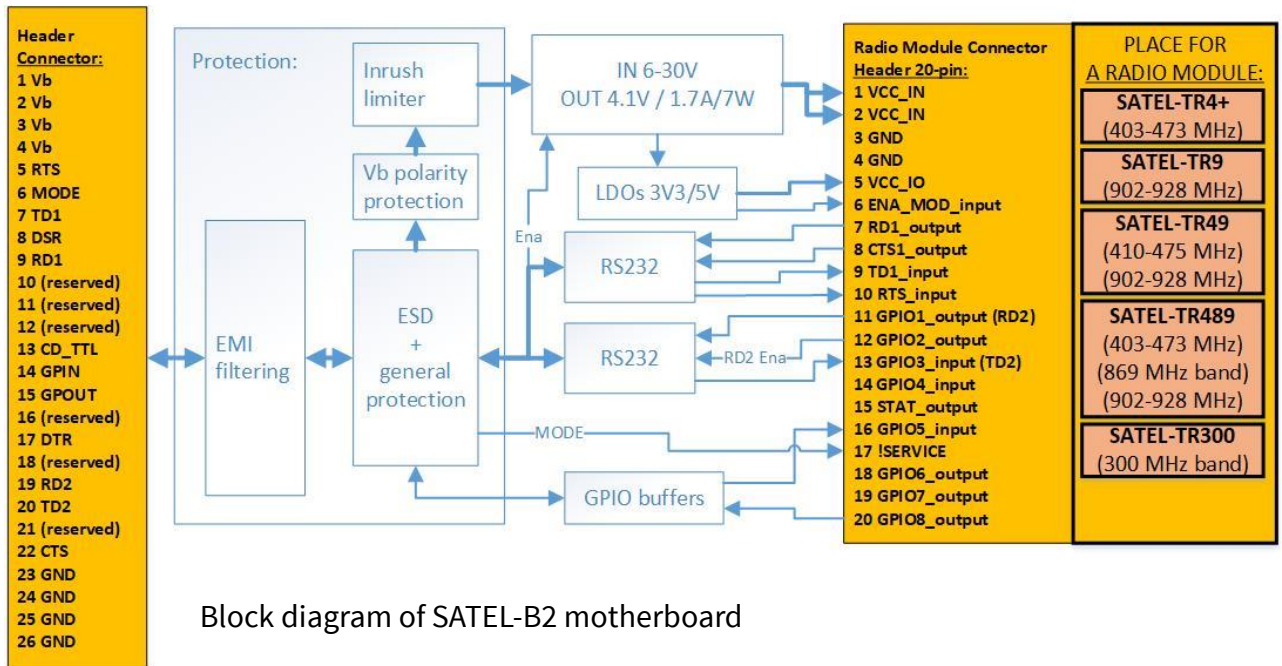 Header
Connector:
1 Vb
2 Vb
3 Vb
4 Vb
5 RTS
6 MODE
7 TD1
8 DSR
9 RD1
10 (reserved)
11 (reserved)
12 (reserved)
13 CD_TTL
14 GPIN
15 GPOUT
16 (reserved)
17 DTR
18 (reserved)
19 RD2
20 TD2
21 (reserved)
22 CTS
23 GND
24 GND
25 GND
26 GND
Protection:
Inrush
limiter
Vb polarity
protection
EMI
filtering
ESD
+
general
protection
IN 6-30V
OUT 4.1V / 1.7A/7W
LDOs 3V3/5V
Ena
RS232
RS232
RD2 Ena
MODE
GPIO buffers
Radio Module Connector
Header 20-pin:
1 VCC_IN
2 VCC_IN
3 GND
4 GND
5 VCC_IO
6 ENA_MOD_input
7 RD1_output
8 CTS1_output
9 TD1_input
10 RTS_input
11 GPIO1_output (RD2)
12 GPIO2_output
13 GPIO3_input (TD2)
14 GPIO4_input
15 STAT_output
16 GPIO5_input
17 !SERVICE
18 GPIO6_output
19 GPIO7_output
20 GPIO8_output
PLACE FOR
A RADIO MODULE:
SATEL-TR4+
(403-473 MHz)
SATEL-TR9
(902-928 MHz)
SATEL-TR49
(410-475 MHz)
(902-928 MHz)
SATEL-TR489
(403-473 MHz)
(869 MHz band)
(902-928 MHz)
SATEL-TR300
(300 MHz band)
Block diagram of SATEL-B2 motherboard